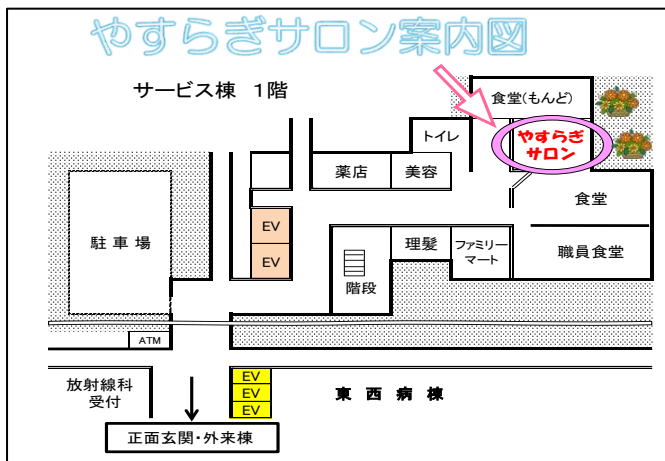 やすらぎサロン案内図
サービス棟 1階
食堂(もんど)
トイレ
やすらぎ
サロン
薬店
美容
食堂
EV
EV
駐車場
理髪
ファミリー
マート
職員食堂
階段
ATM
放射線科
受付
EV
EV
EV
東西病棟
正面玄関・外来棟